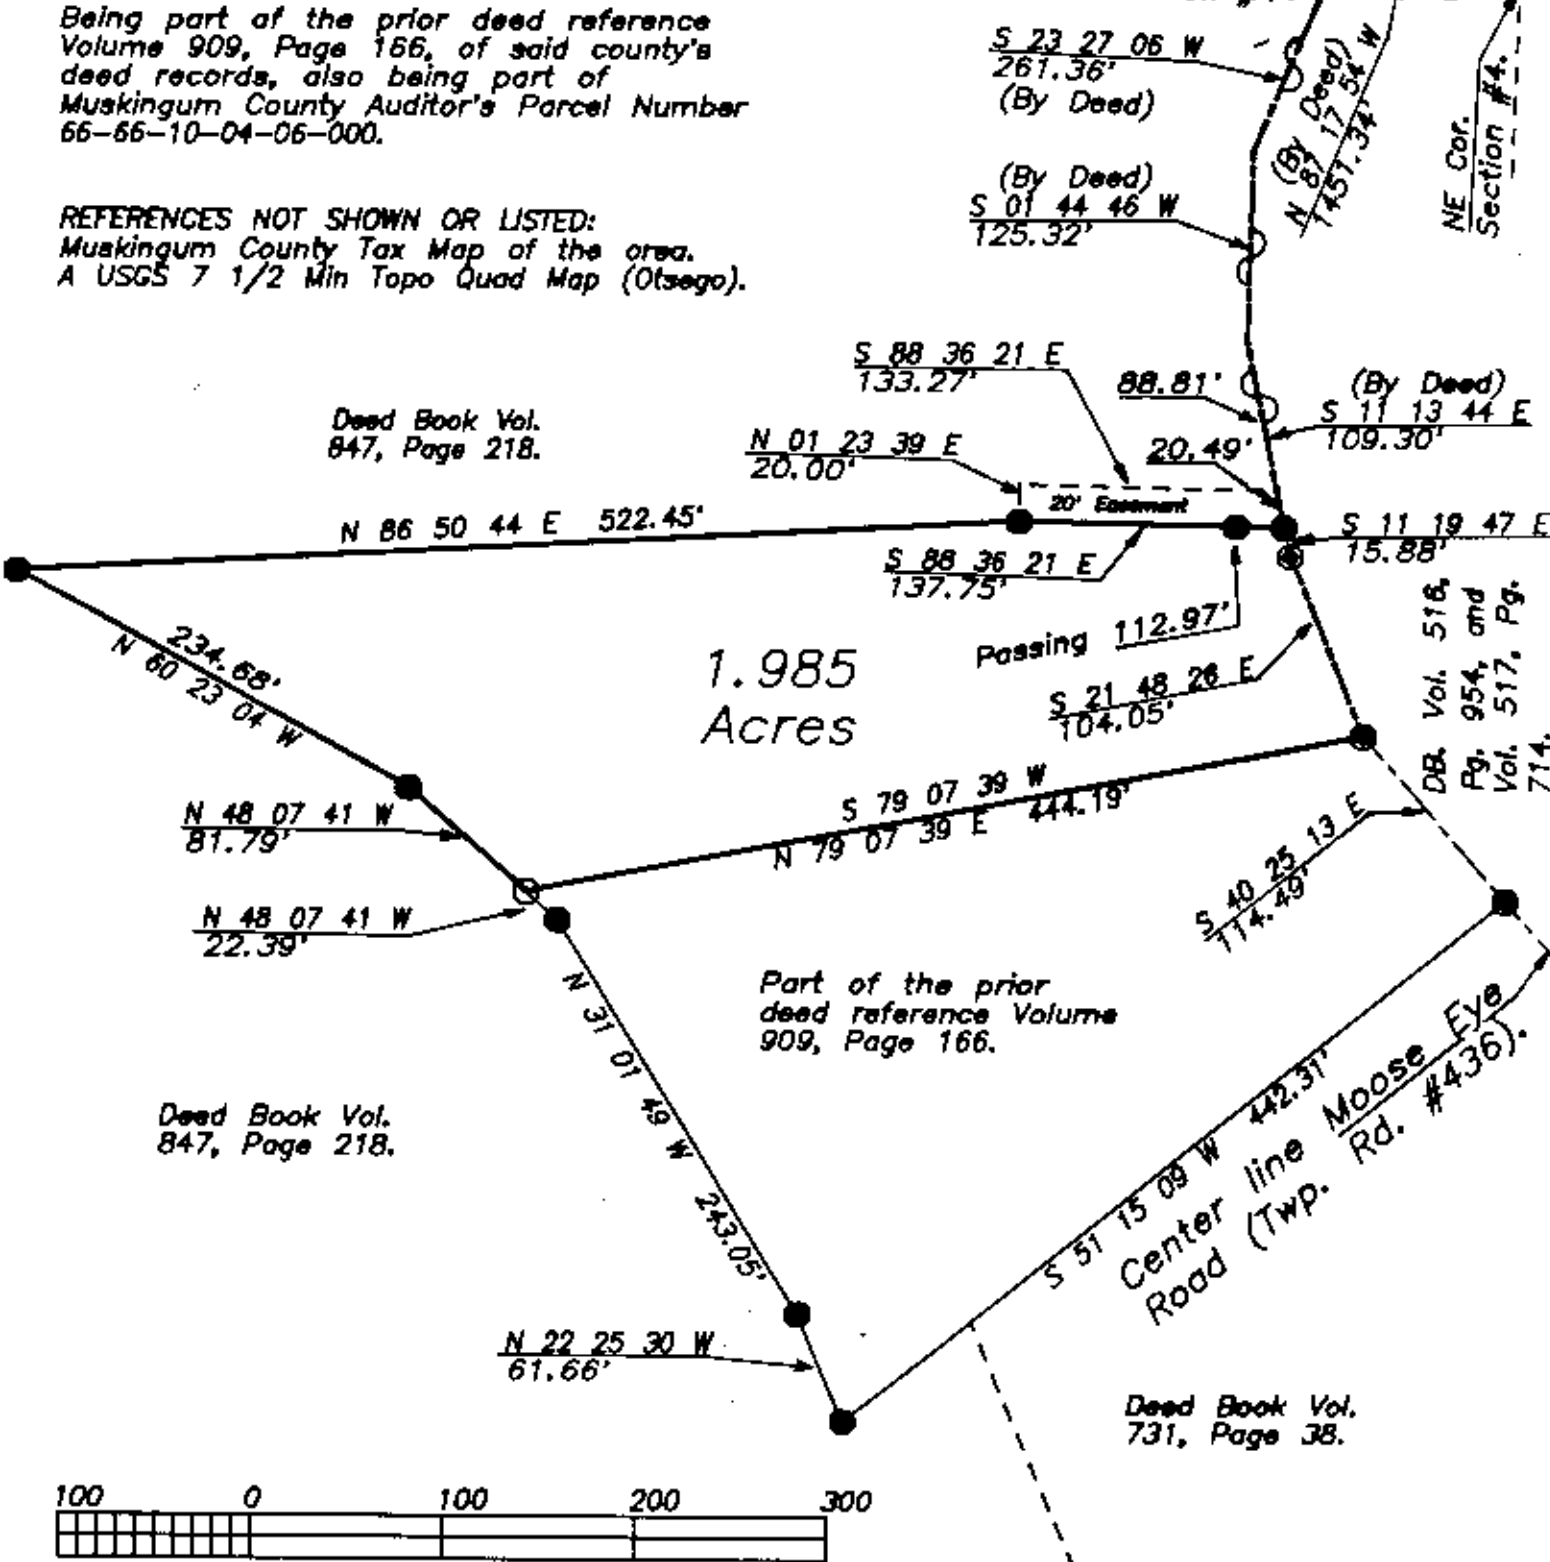 Being part of the prior deed reference
Volume 909, Page 166, of said county's
deed records, also being part of
Muskingum County Auditor's Parcel Number
66-66-10-04-06-000.
REFERENCES NOT SHOWN OR LISTED:
Muskingum County Tax Map of the area.
A USGS 7 1/2 Min Topo Quad Map (Otsego).
S 23 27 06 W
261.36'
(By Deed)
(By Deed)
N 87 17 54 W
1451.34'
NE Cor.
Section #4.
(By Deed)
S 01 44 46 W
125.32'
S 88 36 21 E
133.27'
88.81'
(By Deed)
S 11 13 44 E
109.30'
Deed Book Vol.
847, Page 218.
N 01 23 39 E
20.00'
20.49'
20' Easement
N 86 50 44 E 522.45'
S 11 19 47 E
15.88'
S 88 36 21 E
137.75'
Passing 112.97'
DB. Vol. 516,
Pg. 954, and
Vol. 517, Pg.
714.
234.68'
N 60 23 04 W
1.985
Acres
S 21 48 26 E
104.05'
N 48 07 41 W
81.79'
S 79 07 39 W
N 79 07 39 E 444.19'
S 40 25 13 E
114.49'
N 48 07 41 W
22.39'
Part of the prior
deed reference Volume
909, Page 166.
N 31 01 49 W 243.05'
Deed Book Vol.
847, Page 218.
S 51 15 09 W 442.31'
Center line Moose Eye
Road (Twp. Rd. #436).
N 22 25 30 W
61.66'
Deed Book Vol.
731, Page 38.
100 0 100 200 300